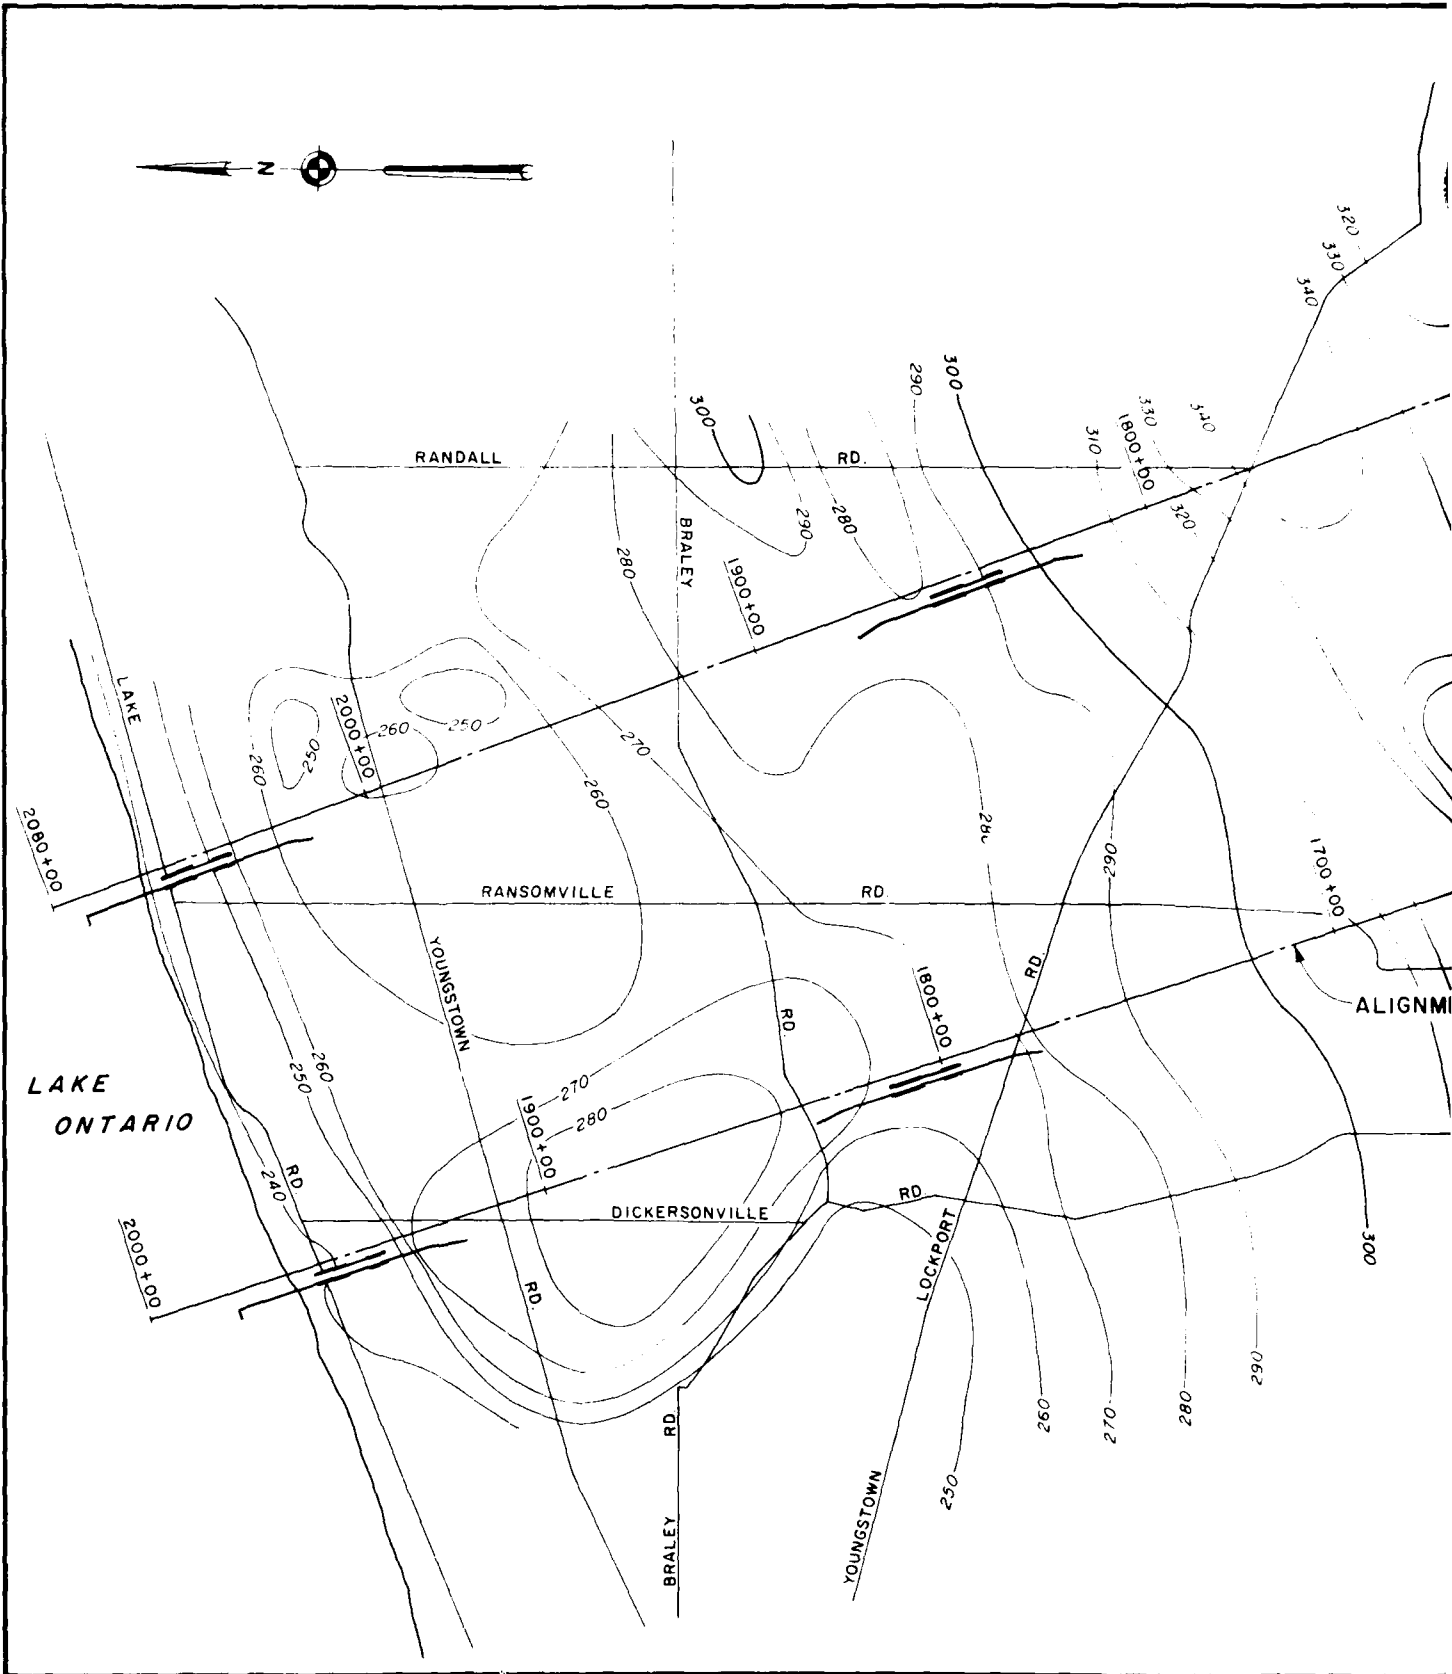 N
320
330
340
300
290
300
330
340
310
1800+00
RANDALL RD.
320
290
280
BRALEY
280
1900+00
LAKE
2000+00
260
250
250
260
270
260
2080+00
290
1700+00
RANSOMVILLE RD.
YOUNGSTOWN
RD.
1800+00
ALIGNM
RD.
LAKE
ONTARIO
260
250
270
280
1900+00
RD
240
RD
DICKERSONVILLE
2000+00
LOCKPORT
300
RD.
290
260
280
270
RD
250
YOUNGSTOWN
BRALEY